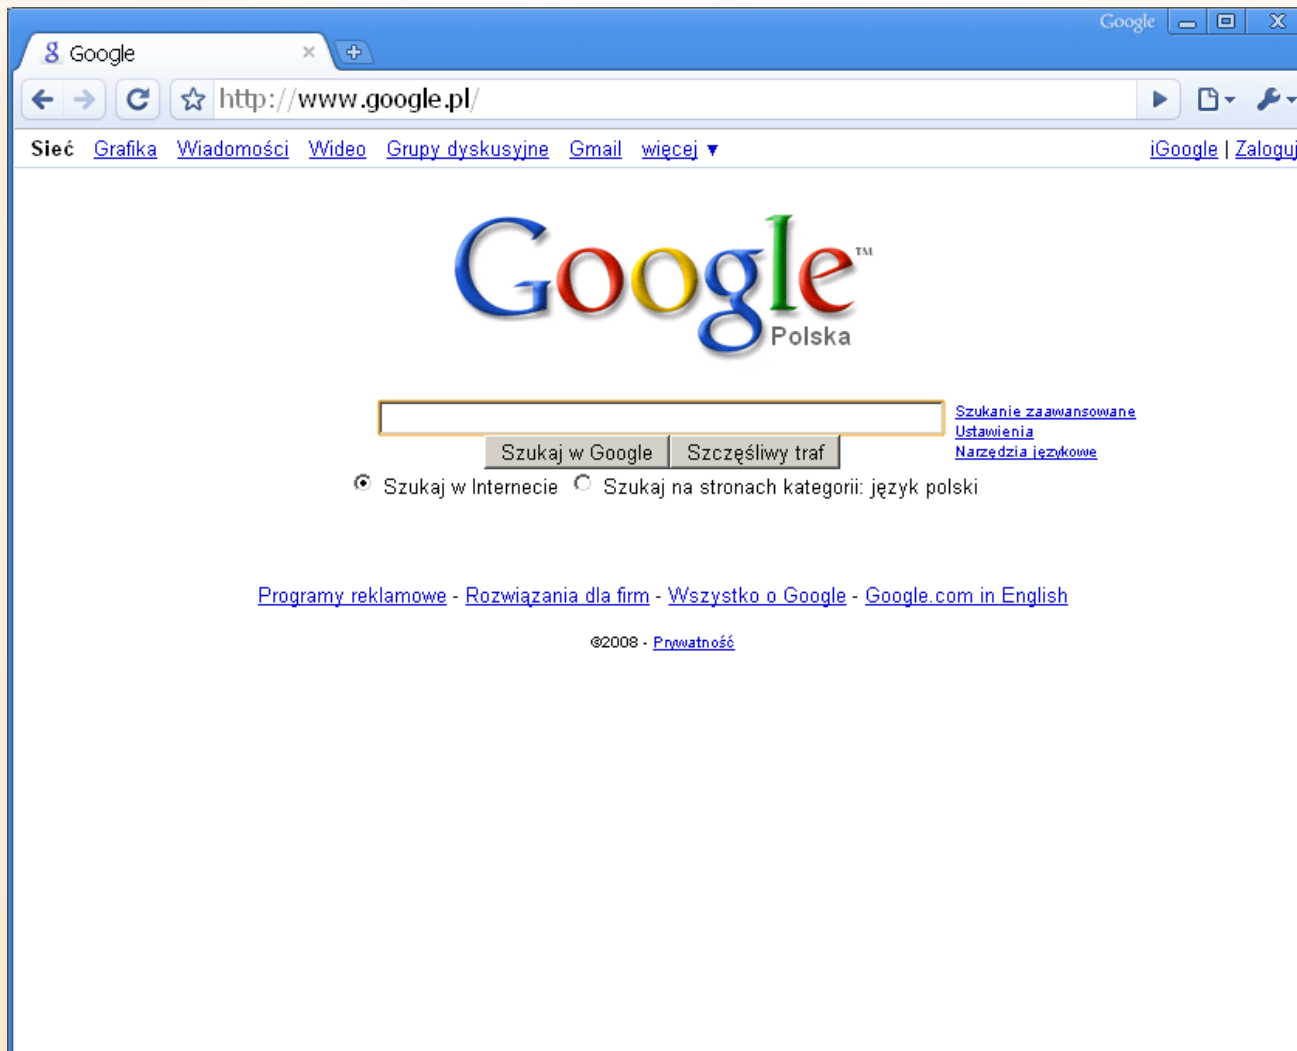 Google
Google
http://www.google.pl/
Sieć Grafika Wiadomości Wideo Grupy dyskusyjne Gmail więcej ▼ iGoogle | Zaloguj
Google™
Polska
Szukanie zaawansowane
Ustawienia
Narzędzia językowe
Szukaj w Google Szczęśliwy traf
Szukaj w Internecie Szukaj na stronach kategorii: język polski
Programy reklamowe - Rozwiązania dla firm - Wszystko o Google - Google.com in English
©2008 - Prywatność